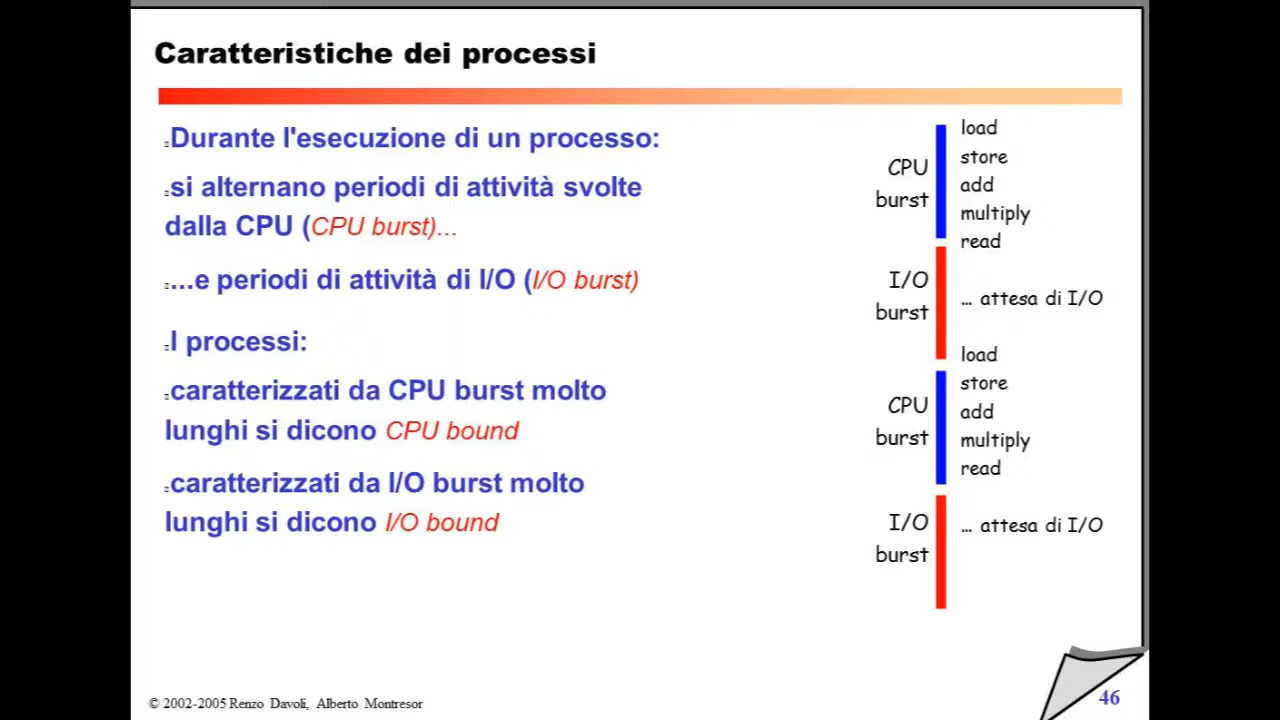 Caratteristiche dei processi
Durante l'esecuzione di un processo:
si alternano periodi di attività svolte
dalla CPU (CPU burst)...
...e periodi di attività di I/O (I/O burst)
I processi:
caratterizzati da CPU burst molto
lunghi si dicono CPU bound
caratterizzati da I/O burst molto
lunghi si dicono I/O bound
CPU
burst
load
store
add
multiply
read
I/O
burst
... attesa di I/O
CPU
burst
load
store
add
multiply
read
I/O
burst
... attesa di I/O
© 2002-2005 Renzo Davoli, Alberto Montresor
46